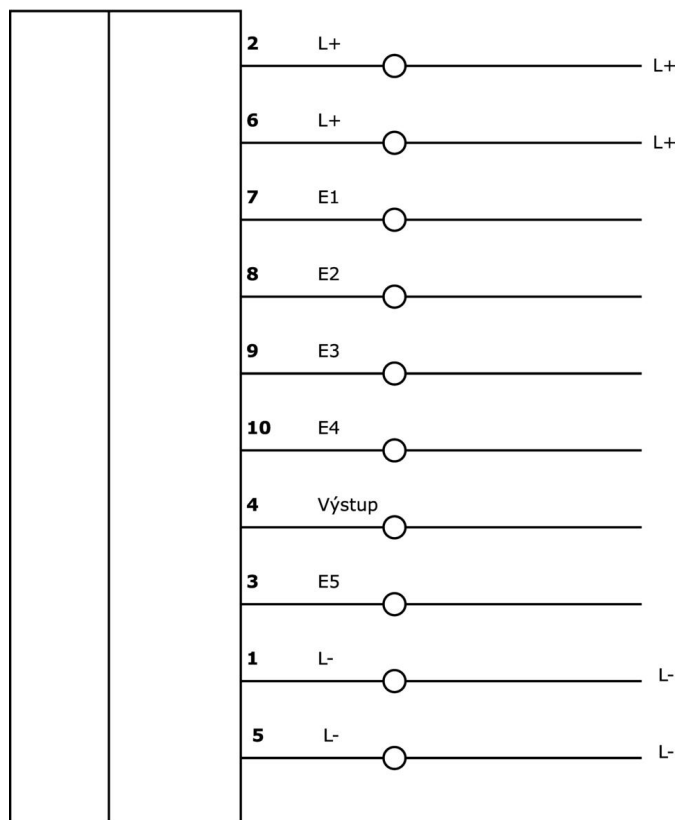 2 L+ L+
6 L+ L+
7 E1
8 E2
9 E3
10 E4
4 Výstup
3 E5
1 L- L-
5 L- L-